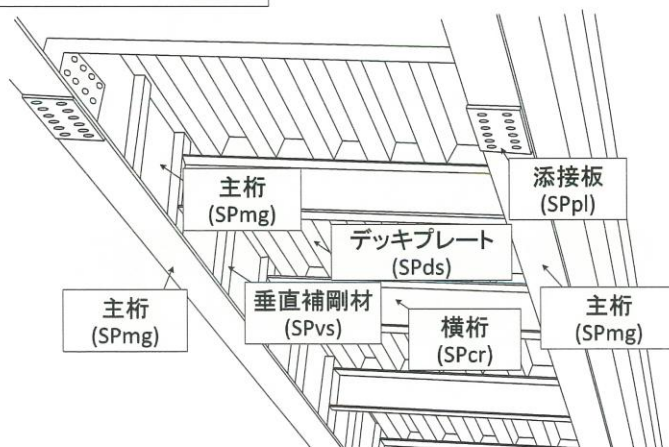 主桁
(SPmg)
添接板
(SPpl)
デッキプレート
(SPds)
主桁
(SPmg)
垂直補剛材
(SPvs)
横桁
(SPcr)
主桁
(SPmg)